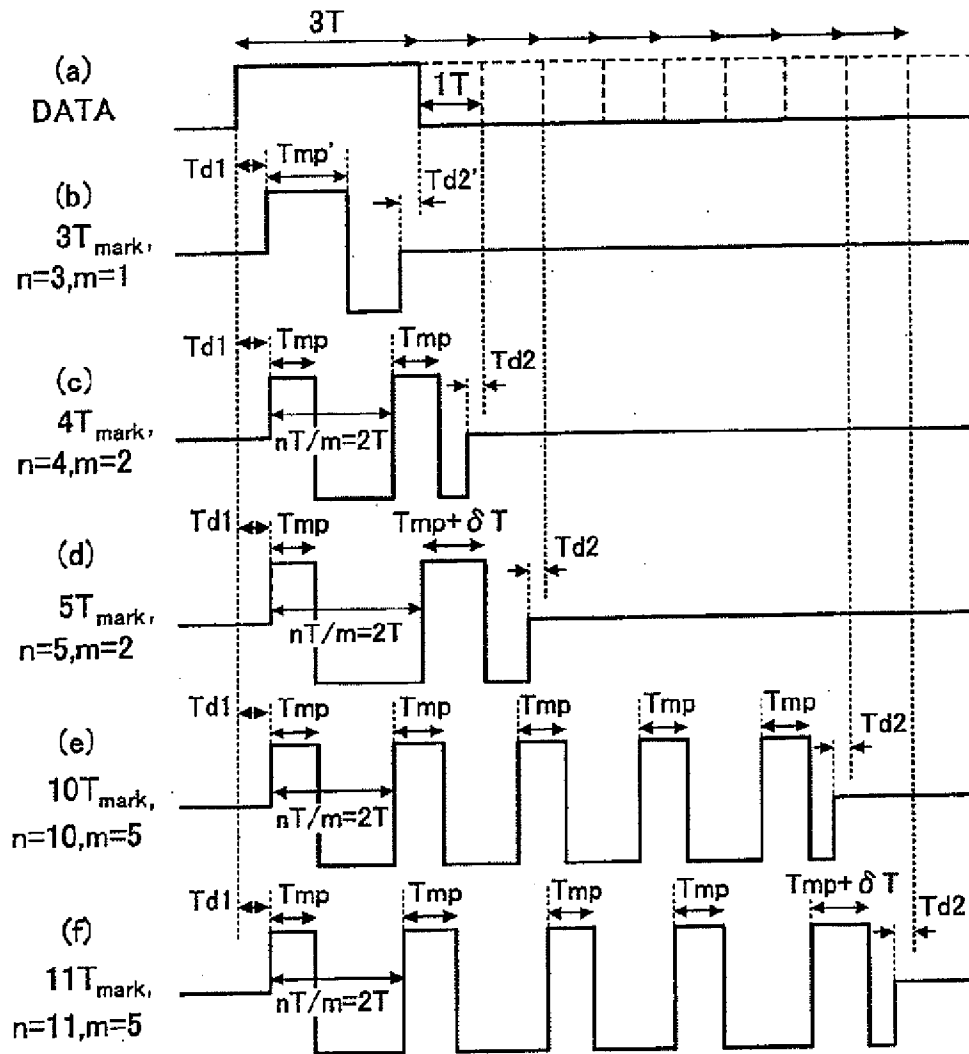 3T
(a)
DATA
1T
Td1
Tmp'
Td2'
(b)
3Tmark,
n=3,m=1
Td1
Tmp
Tmp
Td2
(c)
4Tmark,
n=4,m=2
nT/m=2T
Td1
Tmp
Tmp+δT
Td2
(d)
5Tmark,
n=5,m=2
nT/m=2T
Td1
Tmp
Tmp
Tmp
Tmp
Tmp
Td2
(e)
10Tmark,
n=10,m=5
nT/m=2T
Td1
Tmp
Tmp
Tmp
Tmp
Tmp+δT
Td2
(f)
11Tmark,
n=11,m=5
nT/m=2T